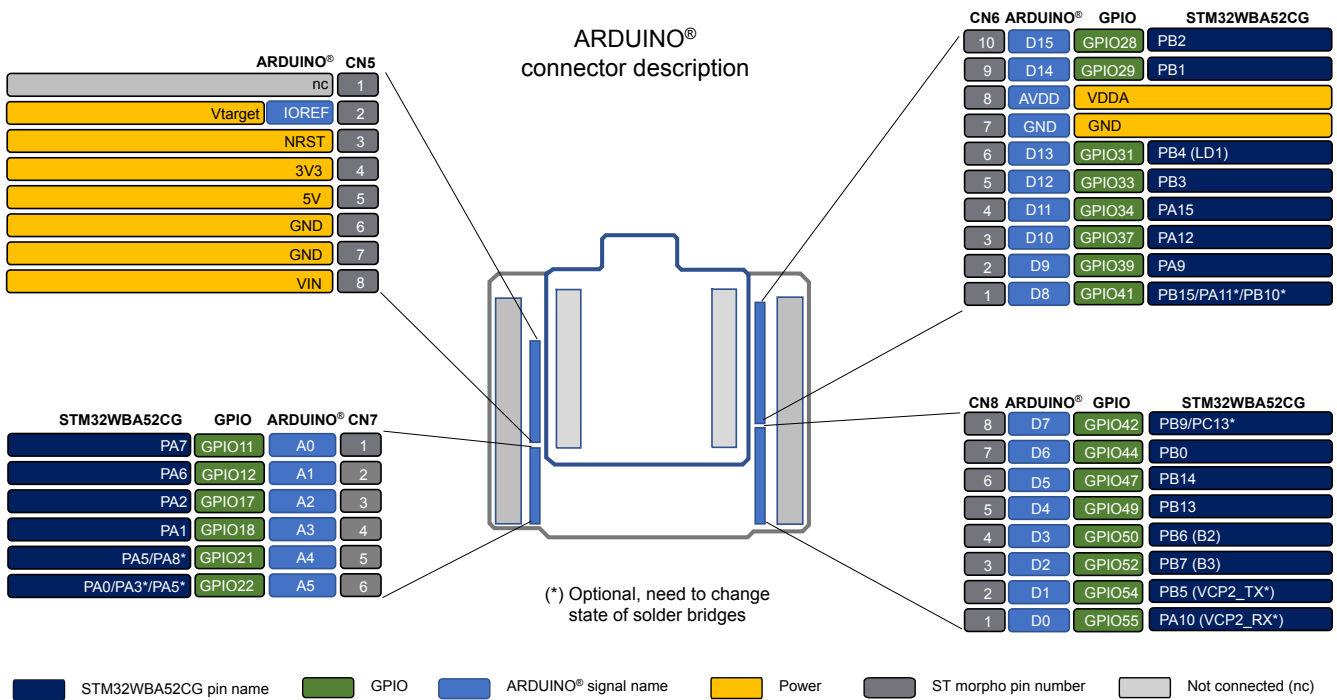 ARDUINO®
connector description
ARDUINO® CN5
nc 1
Vtarget IOREF 2
NRST 3
3V3 4
5V 5
GND 6
GND 7
VIN 8
CN6 ARDUINO® GPIO STM32WBA52CG
10 D15 GPIO28 PB2
9 D14 GPIO29 PB1
8 AVDD VDDA
7 GND GND
6 D13 GPIO31 PB4 (LD1)
5 D12 GPIO33 PB3
4 D11 GPIO34 PA15
3 D10 GPIO37 PA12
2 D9 GPIO39 PA9
1 D8 GPIO41 PB15/PA11*/PB10*
STM32WBA52CG GPIO ARDUINO® CN7
PA7 GPIO11 A0 1
PA6 GPIO12 A1 2
PA2 GPIO17 A2 3
PA1 GPIO18 A3 4
PA5/PA8* GPIO21 A4 5
PA0/PA3*/PA5* GPIO22 A5 6
CN8 ARDUINO® GPIO STM32WBA52CG
8 D7 GPIO42 PB9/PC13*
7 D6 GPIO44 PB0
6 D5 GPIO47 PB14
5 D4 GPIO49 PB13
4 D3 GPIO50 PB6 (B2)
3 D2 GPIO52 PB7 (B3)
2 D1 GPIO54 PB5 (VCP2_TX*)
1 D0 GPIO55 PA10 (VCP2_RX*)
(*) Optional, need to change
state of solder bridges
STM32WBA52CG pin name GPIO ARDUINO® signal name Power ST morpho pin number Not connected (nc)